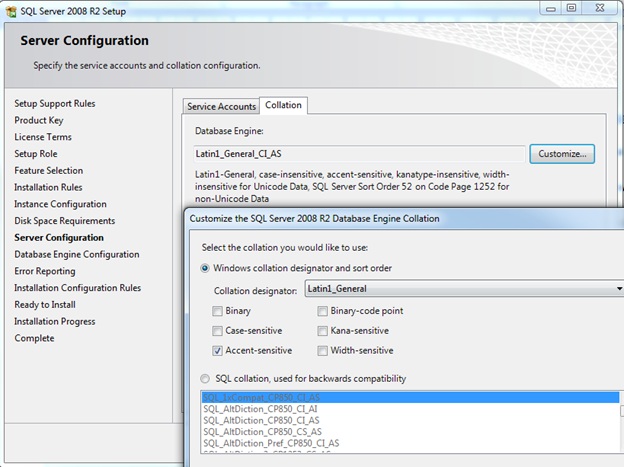 SQL Server 2008 R2 Setup
Server Configuration
Specify the service accounts and collation configuration.
Setup Support Rules
Product Key
License Terms
Setup Role
Feature Selection
Installation Rules
Instance Configuration
Disk Space Requirements
Server Configuration
Database Engine Configuration
Error Reporting
Installation Configuration Rules
Ready to Install
Installation Progress
Complete
Service Accounts Collation
Database Engine:
Latin1_General_CI_AS Customize...
Latin1-General, case-insensitive, accent-sensitive, kanatype-insensitive, width-
insensitive for Unicode Data, SQL Server Sort Order 52 on Code Page 1252 for
non-Unicode Data
Customize the SQL Server 2008 R2 Database Engine Collation
Select the collation you would like to use:
Windows collation designator and sort order
Collation designator: Latin1_General
Binary Binary-code point
Case-sensitive Kana-sensitive
Accent-sensitive Width-sensitive
SQL collation, used for backwards compatibility
SQL_1xCompat_CP850_CI_AS
SQL_AltDiction_CP850_CI_AI
SQL_AltDiction_CP850_CI_AS
SQL_AltDiction_CP850_CS_AS
SQL_AltDiction_Pref_CP850_CI_AS